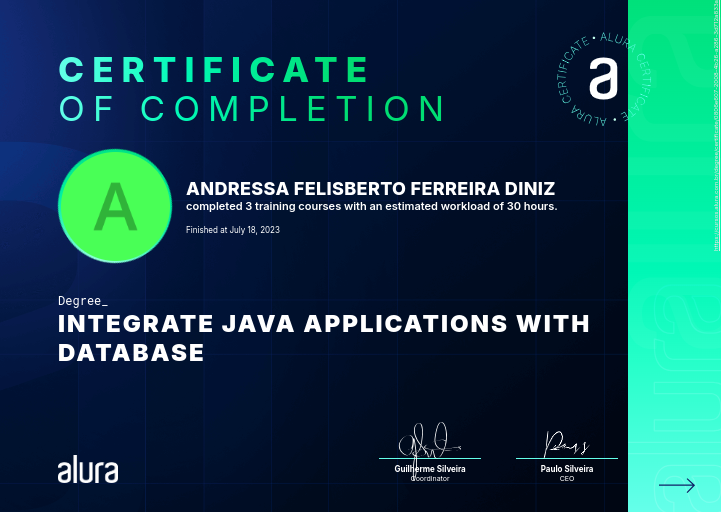 CERTIFICATE
OF COMPLETION
ALURA CERTIFICATE • ALURA CERTIFICATE •
a
A
ANDRESSA FELISBERTO FERREIRA DINIZ
completed 3 training courses with an estimated workload of 30 hours.
Finished at July 18, 2023
Degree_
INTEGRATE JAVA APPLICATIONS WITH
DATABASE
Guilherme Silveira
Coordinator
Paulo Silveira
CEO
alura